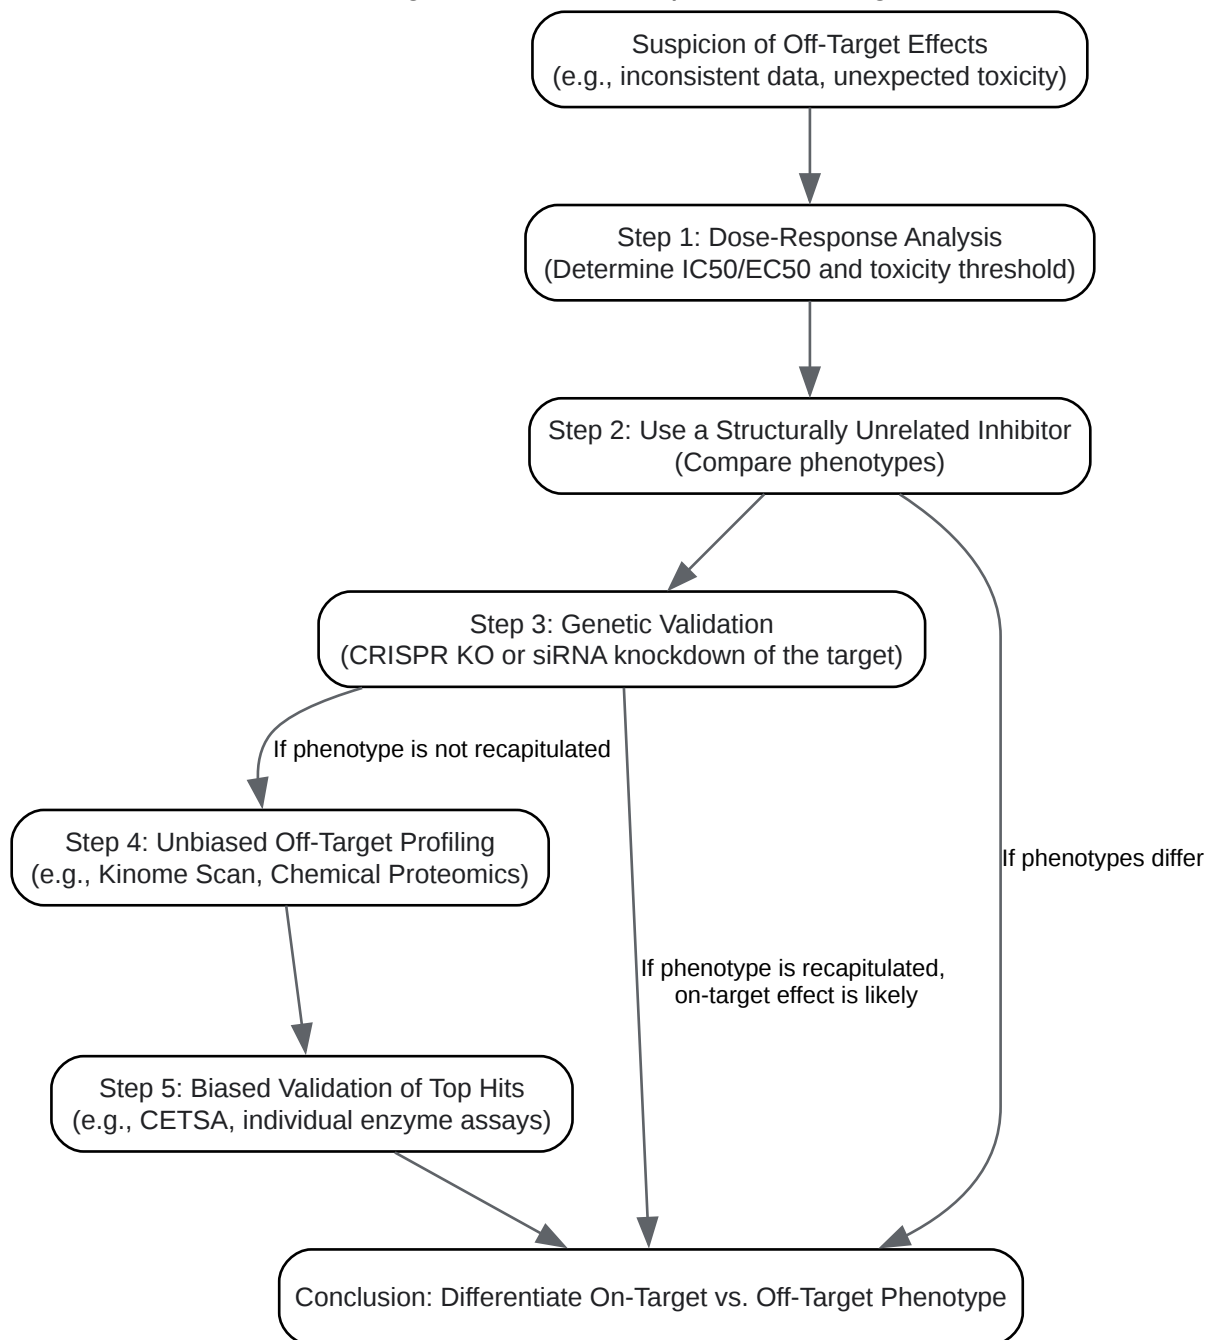 Suspicion of Off-Target Effects
(e.g., inconsistent data, unexpected toxicity)
Step 1: Dose-Response Analysis
(Determine IC50/EC50 and toxicity threshold)
Step 2: Use a Structurally Unrelated Inhibitor
(Compare phenotypes)
Step 3: Genetic Validation
(CRISPR KO or siRNA knockdown of the target)
If phenotype is not recapitulated
Step 4: Unbiased Off-Target Profiling
(e.g., Kinome Scan, Chemical Proteomics)
If phenotypes differ
If phenotype is recapitulated,
on-target effect is likely
Step 5: Biased Validation of Top Hits
(e.g., CETSA, individual enzyme assays)
Conclusion: Differentiate On-Target vs. Off-Target Phenotype